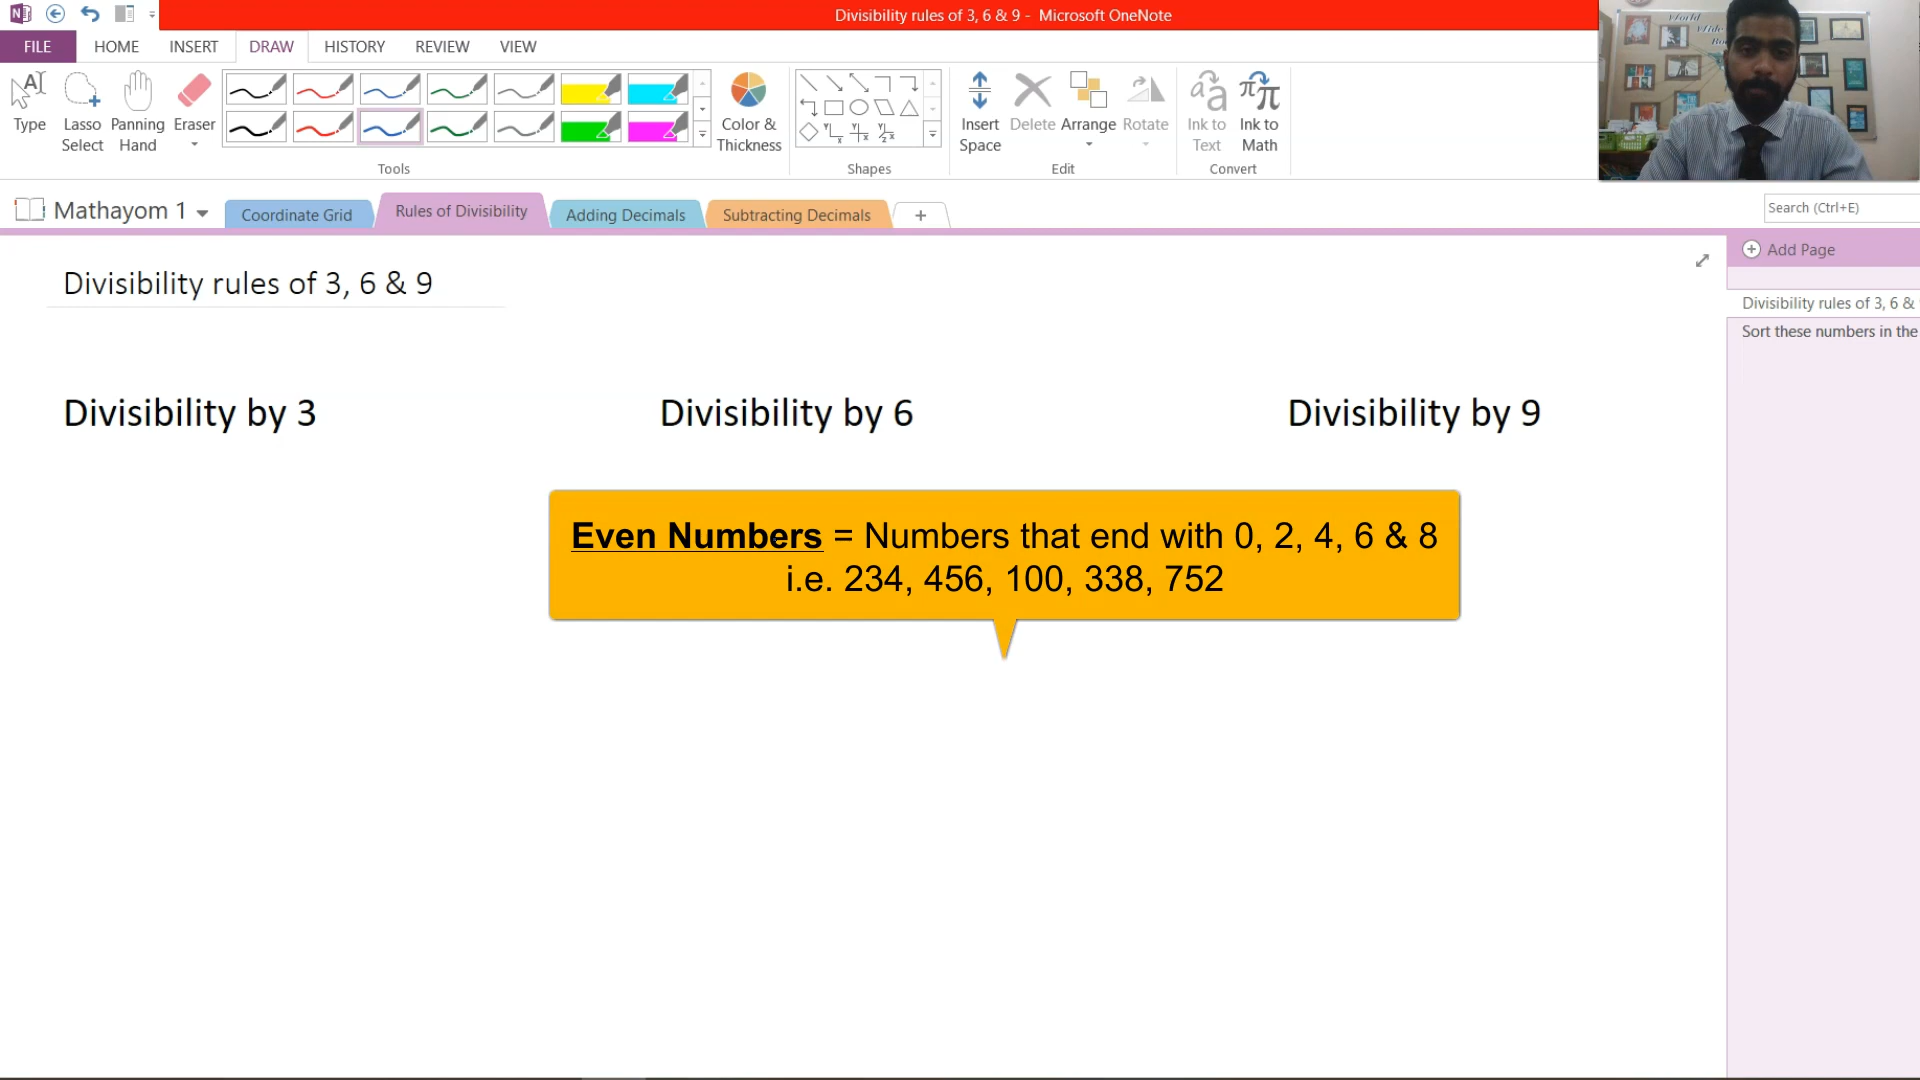 Divisibility rules of 3, 6 & 9 - Microsoft OneNote
FILE HOME INSERT DRAW HISTORY REVIEW VIEW
Type
Lasso Select
Panning Hand
Eraser
Color & Thickness
Insert Space
Delete
Arrange
Rotate
Ink to Text
Ink to Math
Tools
Shapes
Edit
Convert
Mathayom 1
Coordinate Grid
Rules of Divisibility
Adding Decimals
Subtracting Decimals
Search (Ctrl+E)
Add Page
Divisibility rules of 3, 6 & 9
Divisibility rules of 3, 6 &
Sort these numbers in the
Divisibility by 3
Divisibility by 6
Divisibility by 9
Even Numbers = Numbers that end with 0, 2, 4, 6 & 8
i.e. 234, 456, 100, 338, 752
World
Wide